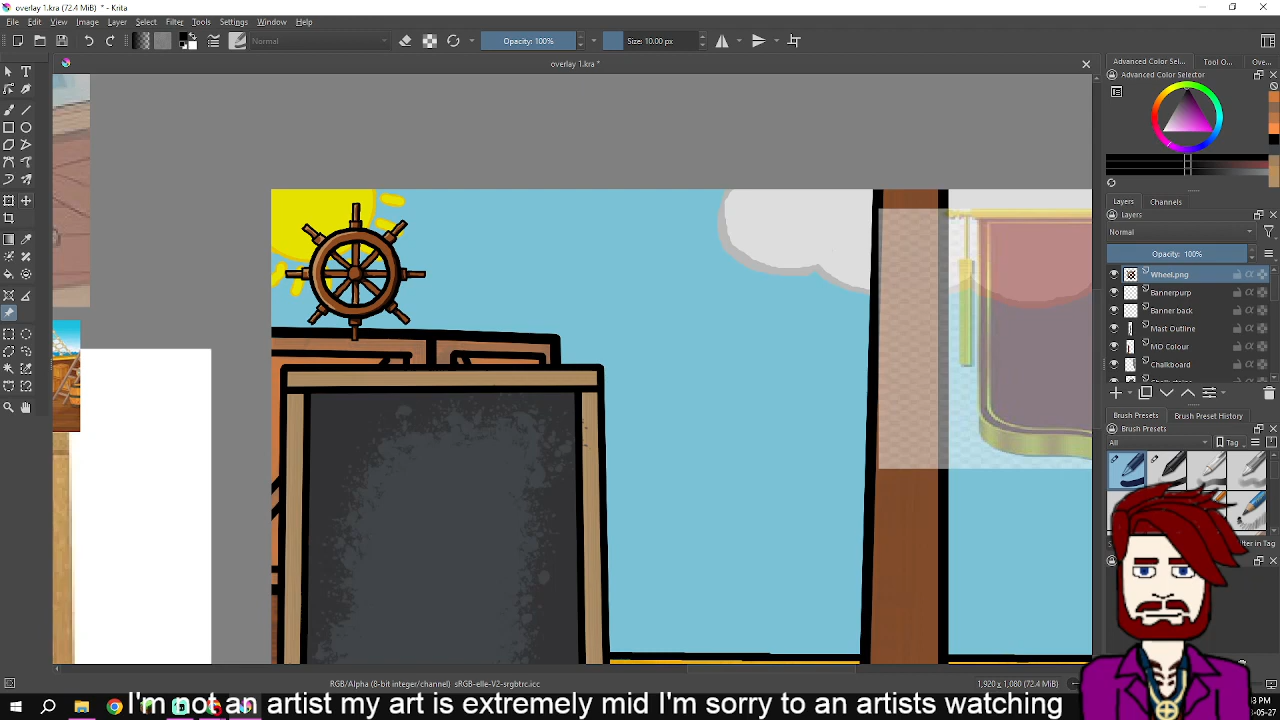 overlay 1.kra (72.4 MiB) * - Krita
File Edit View Image Layer Select Filter Tools Settings Window Help
Normal Opacity: 100% Size: 10.00 px
overlay 1.kra *
Advanced Color Sel... Tool O... Ove...
Advanced Color Selector
Layers Channels
Layers
Normal
Opacity: 100%
Wheel.png
Bannerpurp
Banner back
Mast Outline
MO Colour
Chalkboard
Brush Presets Brush Preset History
Brush Presets
All Tag
ter in Tag
RGB/Alpha (8-bit integer/channel) sRGB-elle-V2-srgbtrc.icc 1,920 x 1,080 (72.4 MiB)
I'm not an artist my art is extremely mid I'm sorry to an artists watching